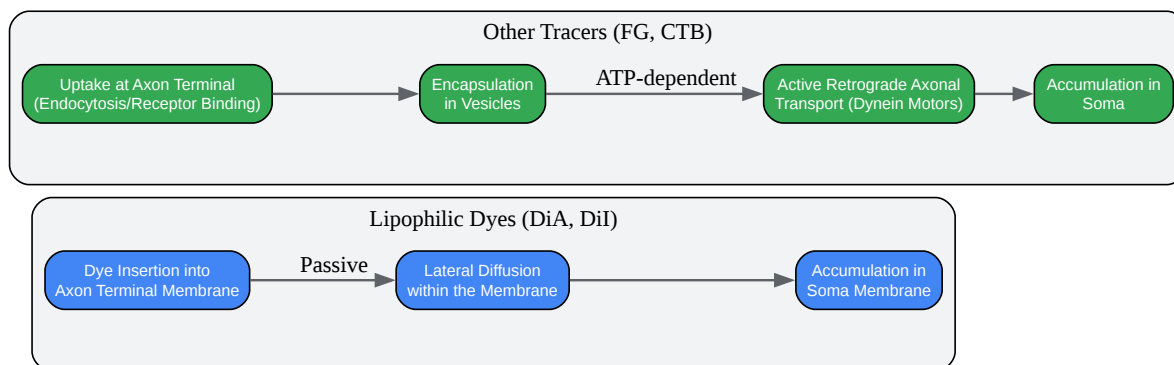 Other Tracers (FG, CTB)
Uptake at Axon Terminal
(Endocytosis/Receptor Binding)
Encapsulation
in Vesicles
ATP-dependent
Active Retrograde Axonal
Transport (Dynein Motors)
Accumulation in
Soma
Lipophilic Dyes (DiA, DiI)
Dye Insertion into
Axon Terminal Membrane
Passive
Lateral Diffusion
within the Membrane
Accumulation in
Soma Membrane